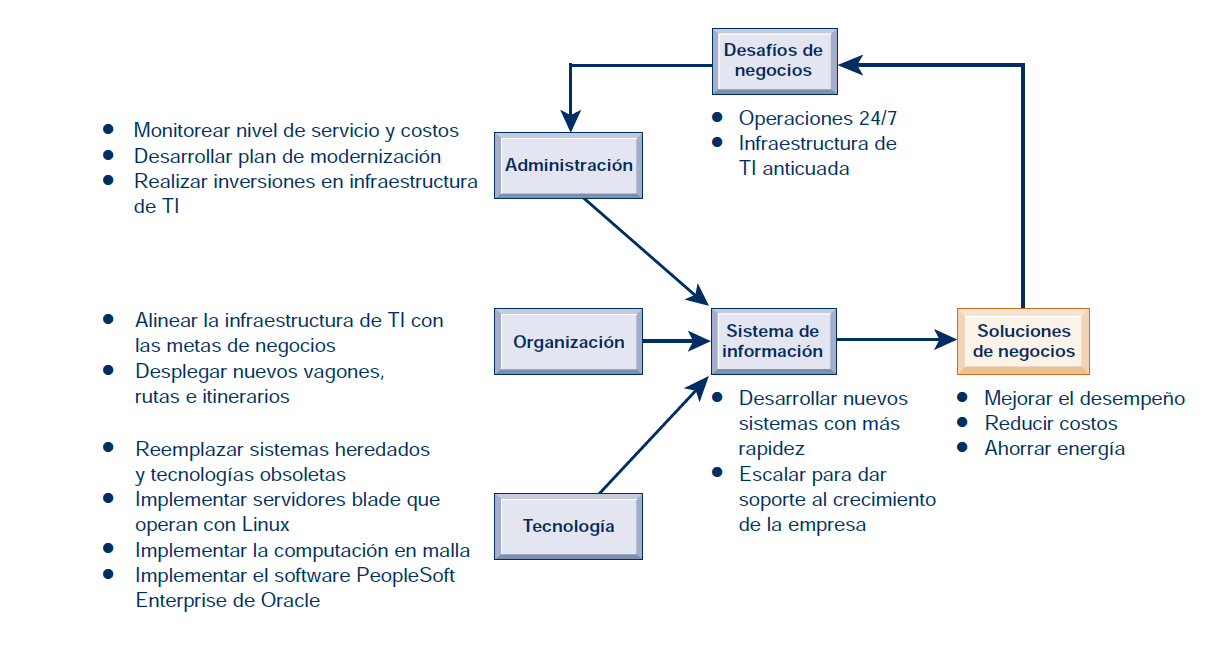 Desafíos de
negocios
Operaciones 24/7
Infraestructura de
TI anticuada
Monitorear nivel de servicio y costos
Desarrollar plan de modernización
Realizar inversiones en infraestructura
de TI
Administración
Alinear la infraestructura de TI con
las metas de negocios
Desplegar nuevos vagones,
rutas e itinerarios
Organización
Sistema de
información
Desarrollar nuevos
sistemas con más
rapidez
Escalar para dar
soporte al crecimiento
de la empresa
Soluciones
de negocios
Mejorar el desempeño
Reducir costos
Ahorrar energía
Reemplazar sistemas heredados
y tecnologías obsoletas
Implementar servidores blade que
operan con Linux
Implementar la computación en malla
Implementar el software PeopleSoft
Enterprise de Oracle
Tecnología